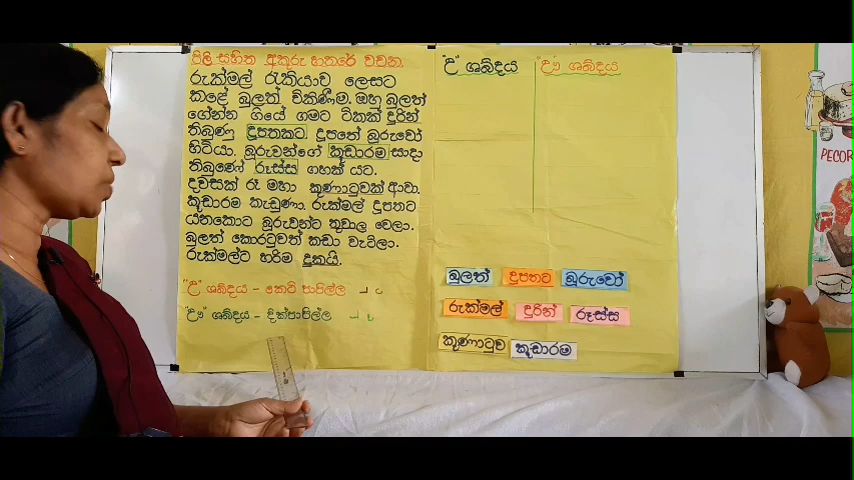 පිලි සහිත අකුරු හතරේ වචන.
රුක්මල් රැකියාව ලෙසට
කළේ බුලත් විකිණීම. ඔහු බුලත්
ගේන්න ගියේ ගමට ටිකක් දුරින්
තිබුණු දූපතකට දූපතේ බූරුවෝ
හිටියා. බූරුවන්ගේ කූඩාරම සාදා
තිබුණේ රූස්ස ගහක් යට.
දවසක් රෑ මහා කුණාටුවක් ආවා.
කූඩාරම කැඩුණා. රුක්මල් දූපතට
යනකොට බූරුවන්ට තුවාල වෙලා.
බුලත් කොරටුවත් කඩා වැටිලා.
රුක්මල්ට හරිම දුකයි.
"උ" ශබ්දය - කෙටි පාපිල්ල
"ඌ" ශබ්දය - දික්පාපිල්ල
"උ" ශබ්දය "ඌ" ශබ්දය
බුලත් දූපතට බූරුවෝ
රුක්මල් දුරින් රූස්ස
කුණාටුව කූඩාරම
PECOR